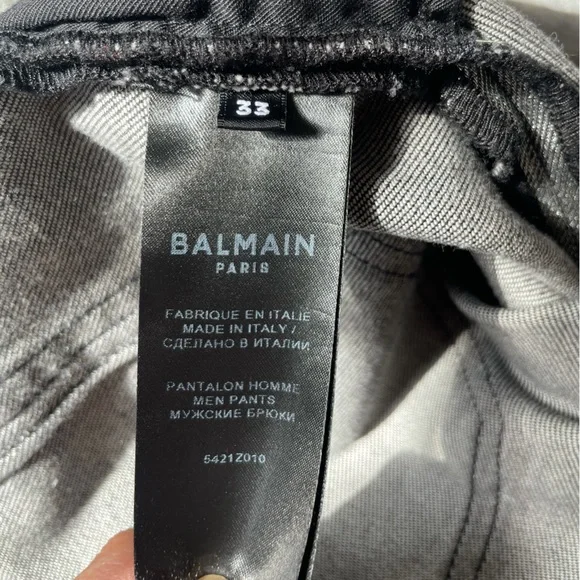 33
BALMAIN
PARIS
FABRIQUE EN ITALIE
MADE IN ITALY /
СДЕЛАНО В ИТАЛИИ
PANTALON HOMME
MEN PANTS
МУЖСКИЕ БРЮКИ
5421Z010